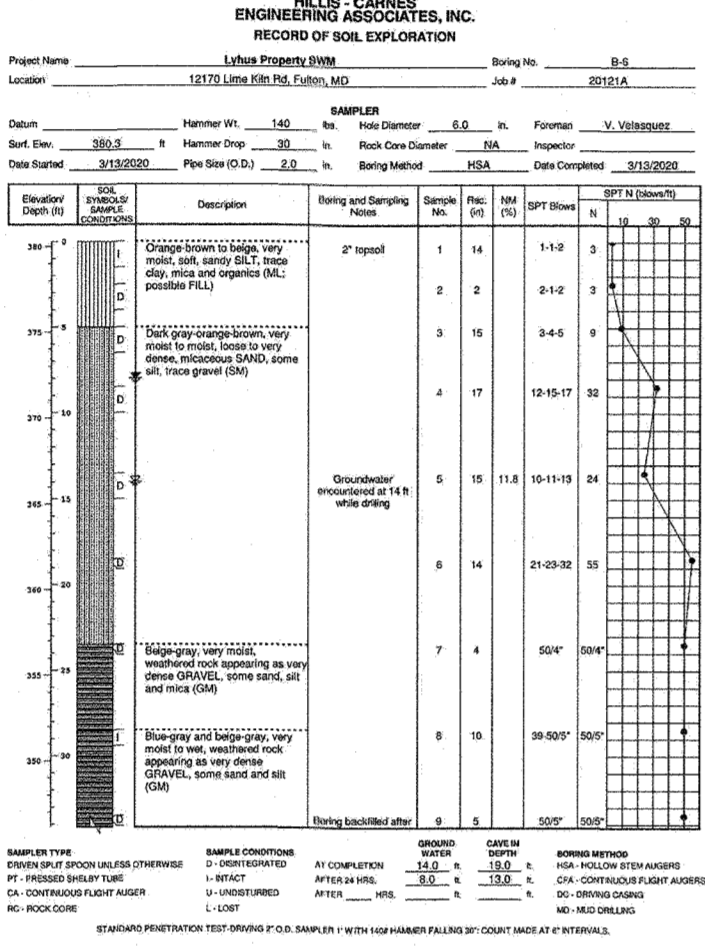 HILLIS - CARNES
ENGINEERING ASSOCIATES, INC.
RECORD OF SOIL EXPLORATION
Project Name Lyhus Property SWM Boring No. B-6
Location 12170 Lime Kiln Rd, Fulton, MD Job # 20121A
SAMPLER
Datum Hammer Wt. 140 lbs. Hole Diameter 6.0 in. Foreman V. Velasquez
Surf. Elev. 380.3 ft Hammer Drop 30 in. Rock Core Diameter NA Inspector
Date Started 3/13/2020 Pipe Size (O.D.) 2.0 in. Boring Method HSA Date Completed 3/13/2020
Elevation/ Depth (ft) SOIL SYMBOLS/ SAMPLE CONDITIONS Description Boring and Sampling Notes Sample No. Rec. (in) NM (%) SPT Blows N SPT N (blows/ft)
10 30 50
380 0 I Orange-brown to beige, very 2" topsoil 1 14 1-1-2 3
moist, soft, sandy SILT, trace
clay, mica and organics (ML;
D possible FILL) 2 2 2-1-2 3
375 5 D Dark gray-orange-brown, very 3 15 3-4-5 9
moist to moist, loose to very
dense, micaceous SAND, some
silt, trace gravel (SM)
D 4 17 12-15-17 32
370 10
D Groundwater 5 15 11.8 10-11-13 24
encountered at 14 ft
365 15 while drilling
D 6 14 21-23-32 55
360 20
D Beige-gray, very moist, 7 4 50/4" 50/4"
weathered rock appearing as very
355 25 dense GRAVEL, some sand, silt
and mica (GM)
I Blue-gray and beige-gray, very 8 10 39-50/5" 50/5"
moist to wet, weathered rock
350 30 appearing as very dense
GRAVEL, some sand and silt
(GM)
D Boring backfilled after 9 5 50/5" 50/5"
SAMPLER TYPE SAMPLE CONDITIONS GROUND WATER CAVE IN DEPTH BORING METHOD
DRIVEN SPLIT SPOON UNLESS OTHERWISE D - DISINTEGRATED AT COMPLETION 14.0 ft. 19.0 ft. HSA - HOLLOW STEM AUGERS
PT - PRESSED SHELBY TUBE I - INTACT AFTER 24 HRS. 8.0 ft. 13.0 ft. CFA - CONTINUOUS FLIGHT AUGERS
CA - CONTINUOUS FLIGHT AUGER U - UNDISTURBED AFTER HRS. ft. ft. DC - DRIVING CASING
RC - ROCK CORE L - LOST MD - MUD DRILLING
STANDARD PENETRATION TEST-DRIVING 2" O.D. SAMPLER 1' WITH 140# HAMMER FALLING 30": COUNT MADE AT 6" INTERVALS.